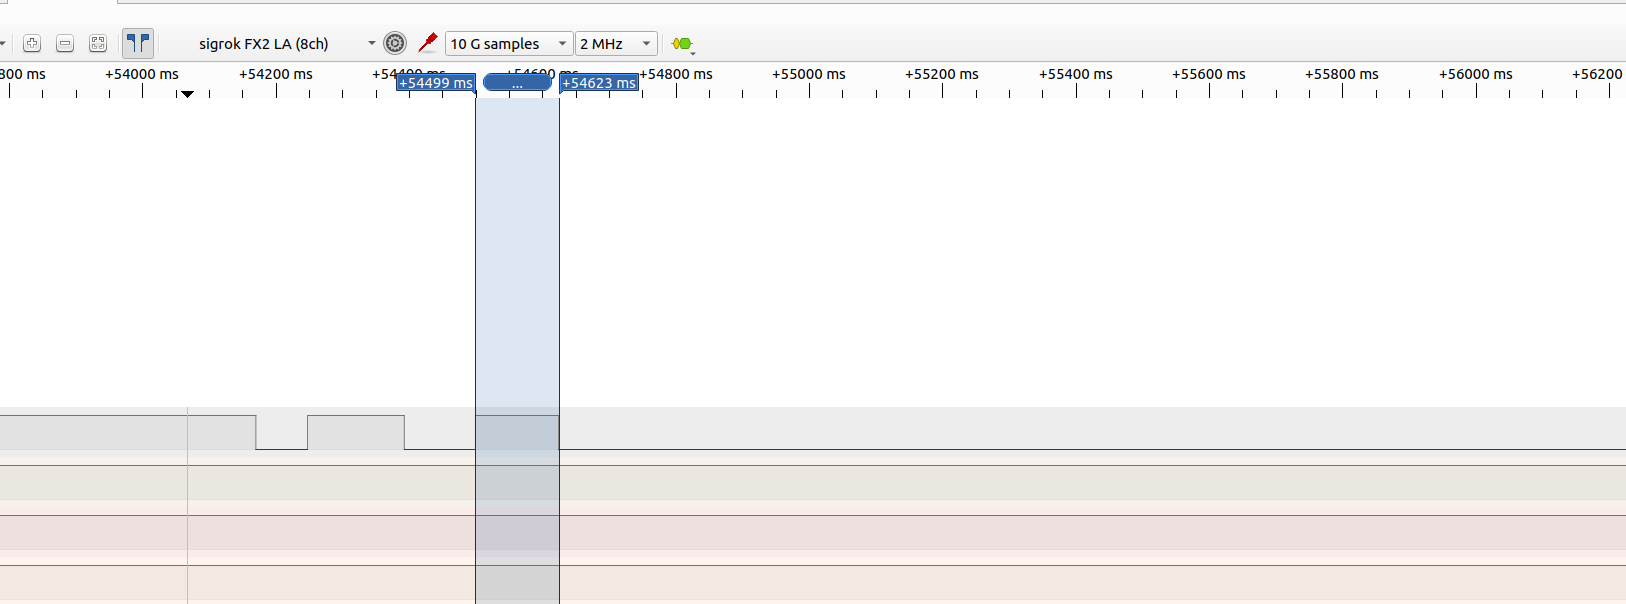 sigrok FX2 LA (8ch) 10 G samples 2 MHz
800 ms +54000 ms +54200 ms +54400 ms +54600 ms +54800 ms +55000 ms +55200 ms +55400 ms +55600 ms +55800 ms +56000 ms +56200
+54499 ms ... +54623 ms